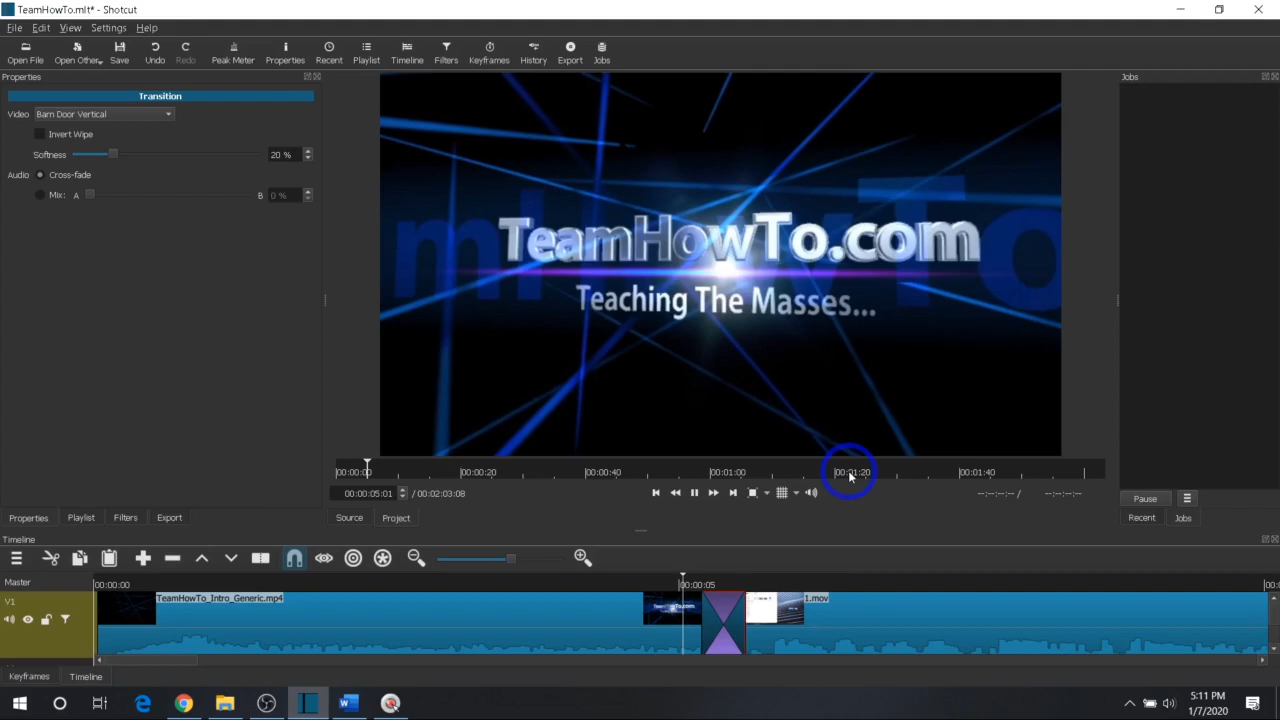 TeamHowTo.mlt* - Shotcut
File Edit View Settings Help
Open File Open Other Save Undo Redo Peak Meter Properties Recent Playlist Timeline Filters Keyframes History Export Jobs
Properties
Transition
Video Barn Door Vertical
Invert Wipe
Softness 20 %
Audio Cross-fade
Mix: A B 0 %
TeamHowTo.com
Teaching The Masses...
Jobs
00:00:00 00:00:20 00:00:40 00:01:00 00:01:20 00:01:40
00:00:05:01 / 00:02:03:08 --:--:--:-- / --:--:--:--
Properties Playlist Filters Export
Source Project
Pause
Recent Jobs
Timeline
Master 00:00:00 00:00:05
V1 TeamHowTo_Intro_Generic.mp4 1.mov
Keyframes Timeline
5:11 PM
1/7/2020